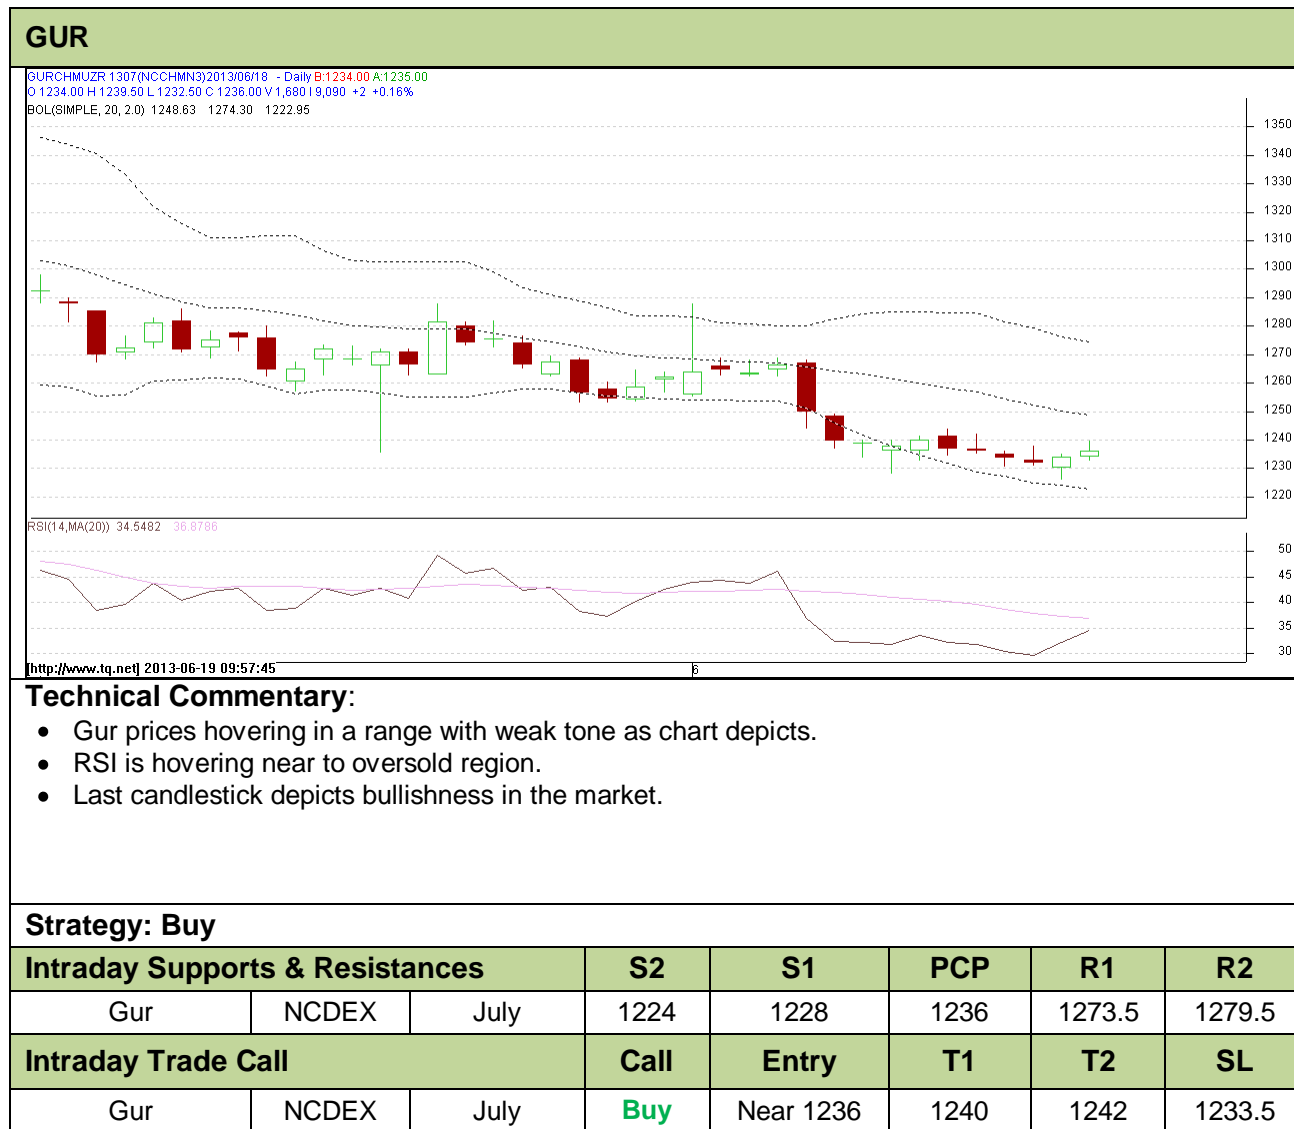 GUR
GURCHMUZR 1307(NCCHMN3)2013/06/18 - Daily B:1234.00 A:1235.00
O 1234.00 H 1239.50 L 1232.50 C 1236.00 V 1,680 I 9,090 +2 +0.16%
BOL(SIMPLE, 20, 2.0) 1248.63 1274.30 1222.95
1350
1340
1330
1320
1310
1300
1290
1280
1270
1260
1250
1240
1230
1220
RSI(14,MA(20)) 34.5482 36.8786
50
45
40
35
30
[http://www.tq.net] 2013-06-19 09:57:45
6
Technical Commentary:
• Gur prices hovering in a range with weak tone as chart depicts.
• RSI is hovering near to oversold region.
• Last candlestick depicts bullishness in the market.
Strategy: Buy
Intraday Supports & Resistances S2 S1 PCP R1 R2
Gur NCDEX July 1224 1228 1236 1273.5 1279.5
Intraday Trade Call Call Entry T1 T2 SL
Gur NCDEX July Buy Near 1236 1240 1242 1233.5